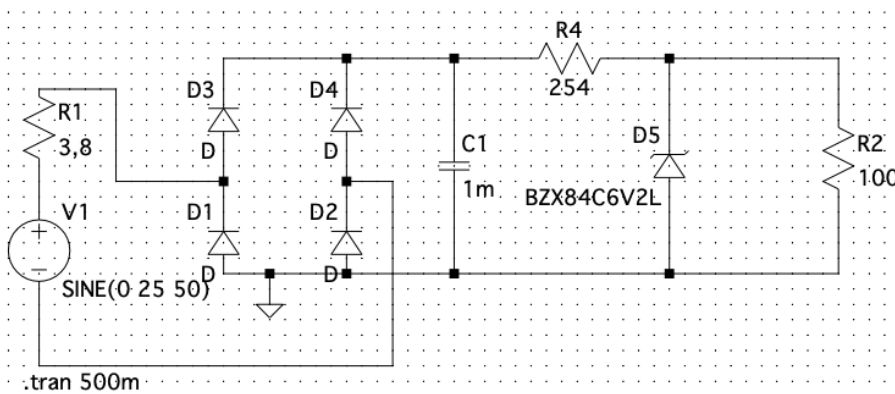 R4
254
D3
D4
R1
3,8
D
D
C1
1m
D5
BZX84C6V2L
R2
100
V1
D1
D2
D
D
SINE(0 25 50)
.tran 500m